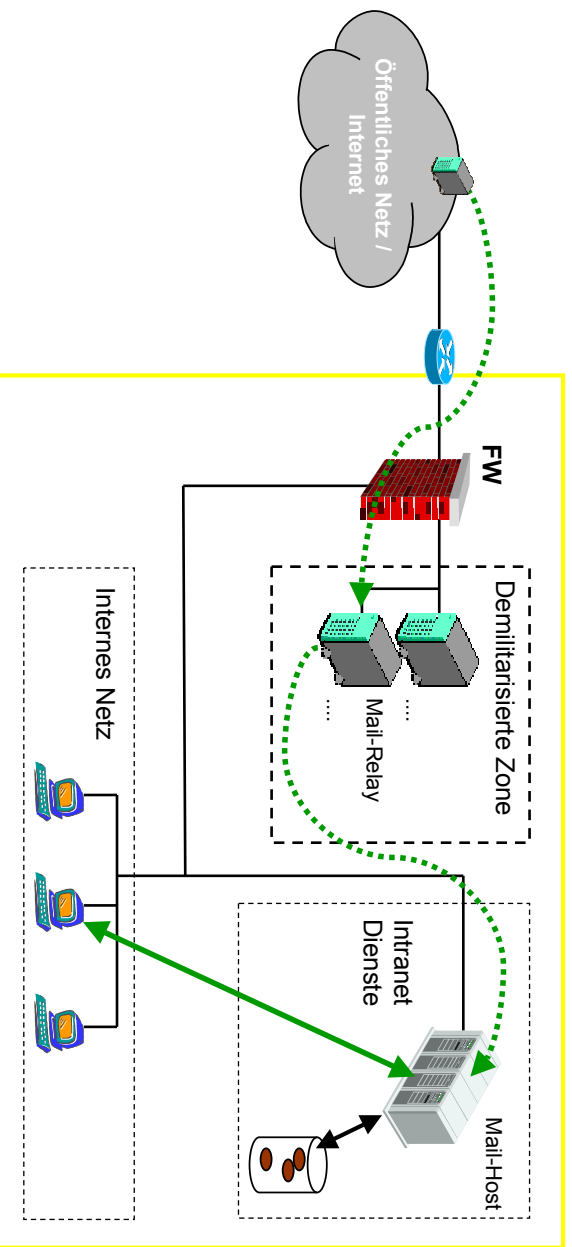 Öffentliches Netz /
Internet
FW
Demilitarisierte Zone
....
Mail-Relay
....
Internes Netz
Intranet
Dienste
Mail-Host